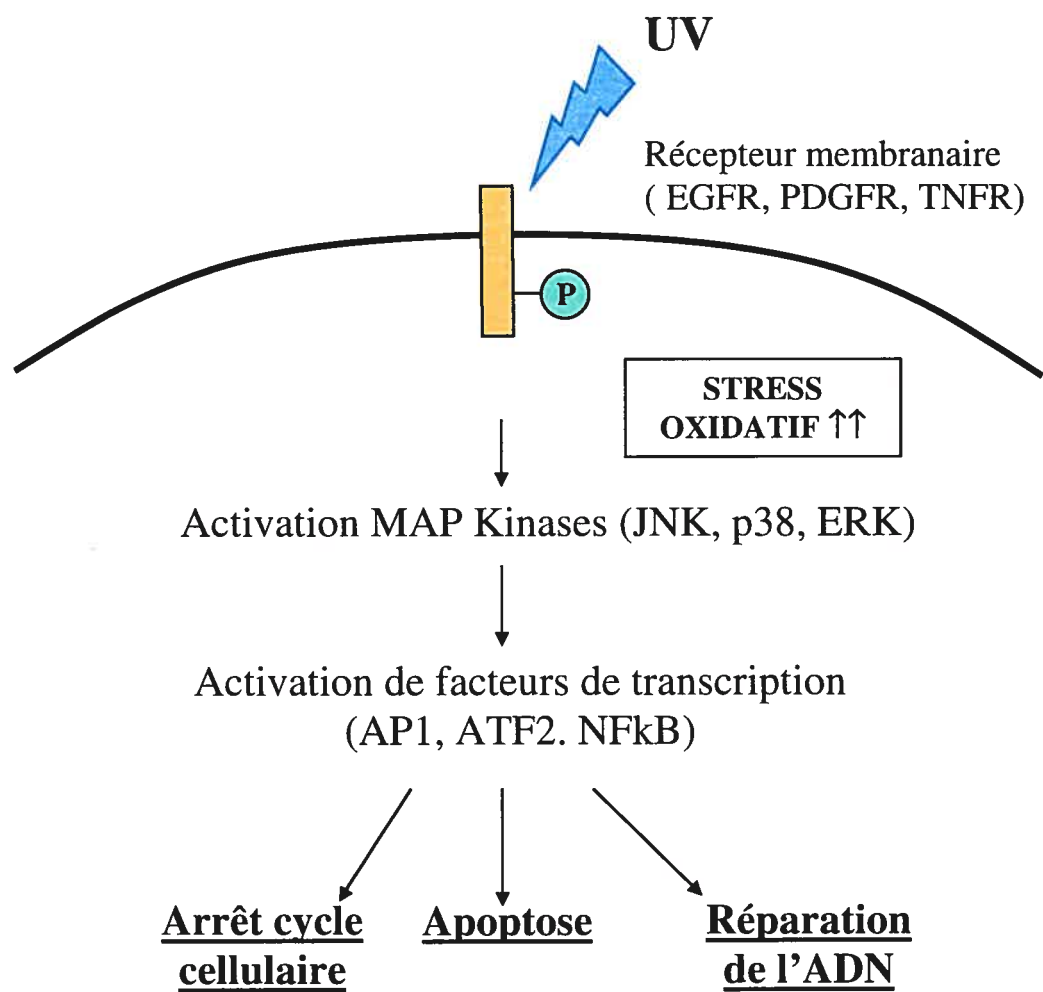 UV
Récepteur membranaire
( EGFR, PDGFR, TNFR)
P
STRESS
OXIDATIF ↑↑
Activation MAP Kinases (JNK, p38, ERK)
Activation de facteurs de transcription
(AP1, ATF2. NFkB)
Arrêt cycle
cellulaire
Apoptose
Réparation
de l'ADN